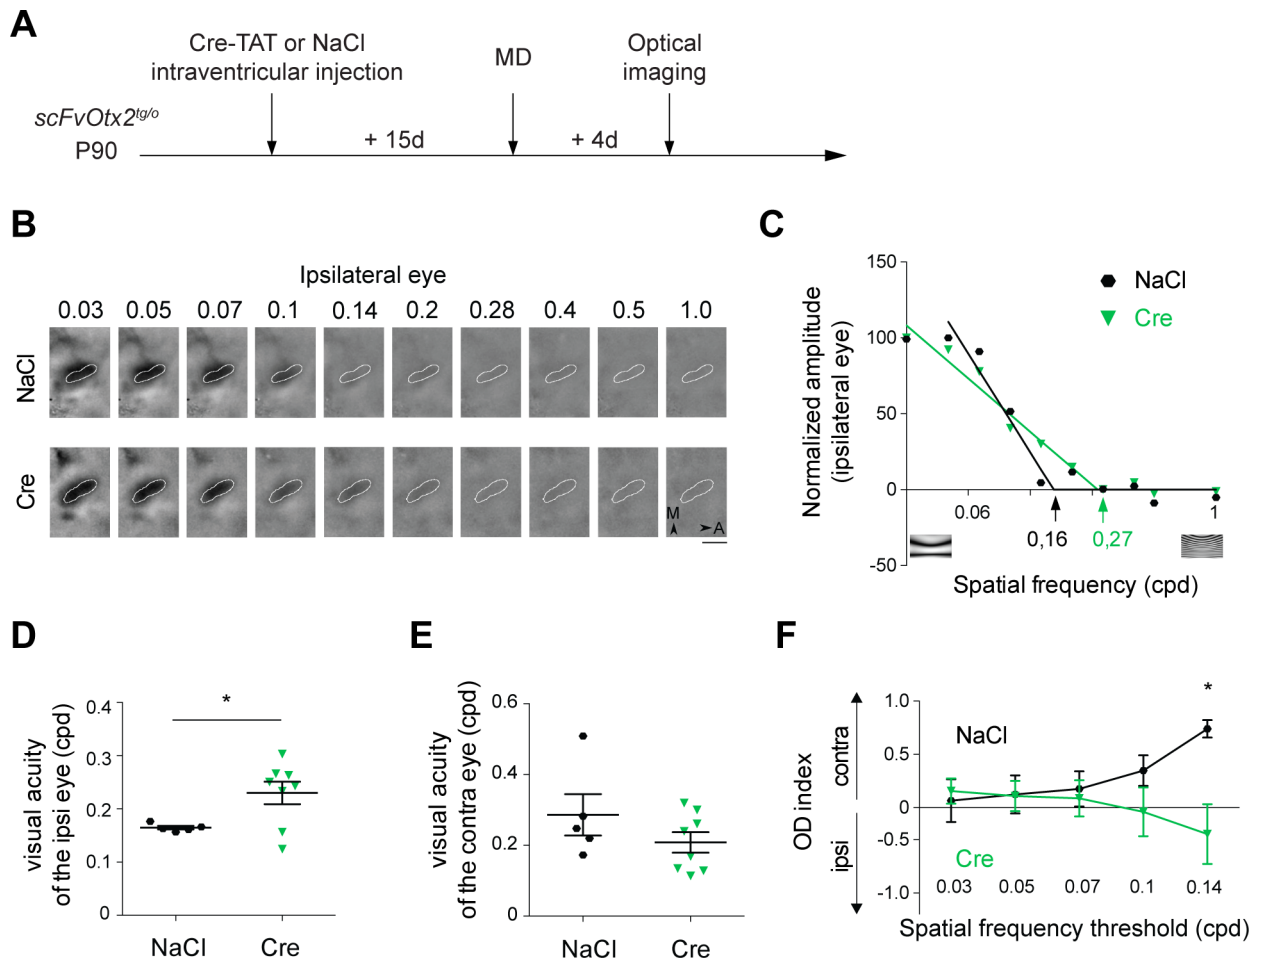 A
Cre-TAT or NaCl
intraventricular injection
MD
Optical
imaging
scFvOtx2tg/o
P90
+ 15d
+ 4d
B
Ipsilateral eye
0.03 0.05 0.07 0.1 0.14 0.2 0.28 0.4 0.5 1.0
NaCl
Cre
M
A
C
Normalized amplitude
(ipsilateral eye)
150
100
50
0
-50
NaCl
Cre
0.06
1
0,16
0,27
Spatial frequency (cpd)
D
visual acuity
of the ipsi eye (cpd)
0.4
0.3
0.2
0.1
0
*
NaCl
Cre
E
visual acuity
of the contra eye (cpd)
0.6
0.4
0.2
0
NaCl
Cre
F
OD index
contra
ipsi
1.0
0.5
0
-0.5
-1.0
NaCl
Cre
*
0.03 0.05 0.07 0.1 0.14
Spatial frequency threshold (cpd)